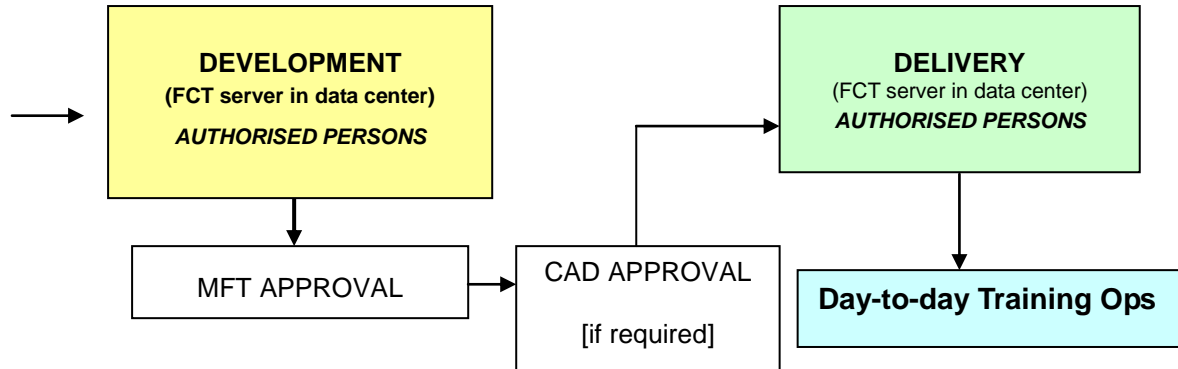 DEVELOPMENT
(FCT server in data center)
AUTHORISED PERSONS
MFT APPROVAL
CAD APPROVAL
[if required]
DELIVERY
(FCT server in data center)
AUTHORISED PERSONS
Day-to-day Training Ops